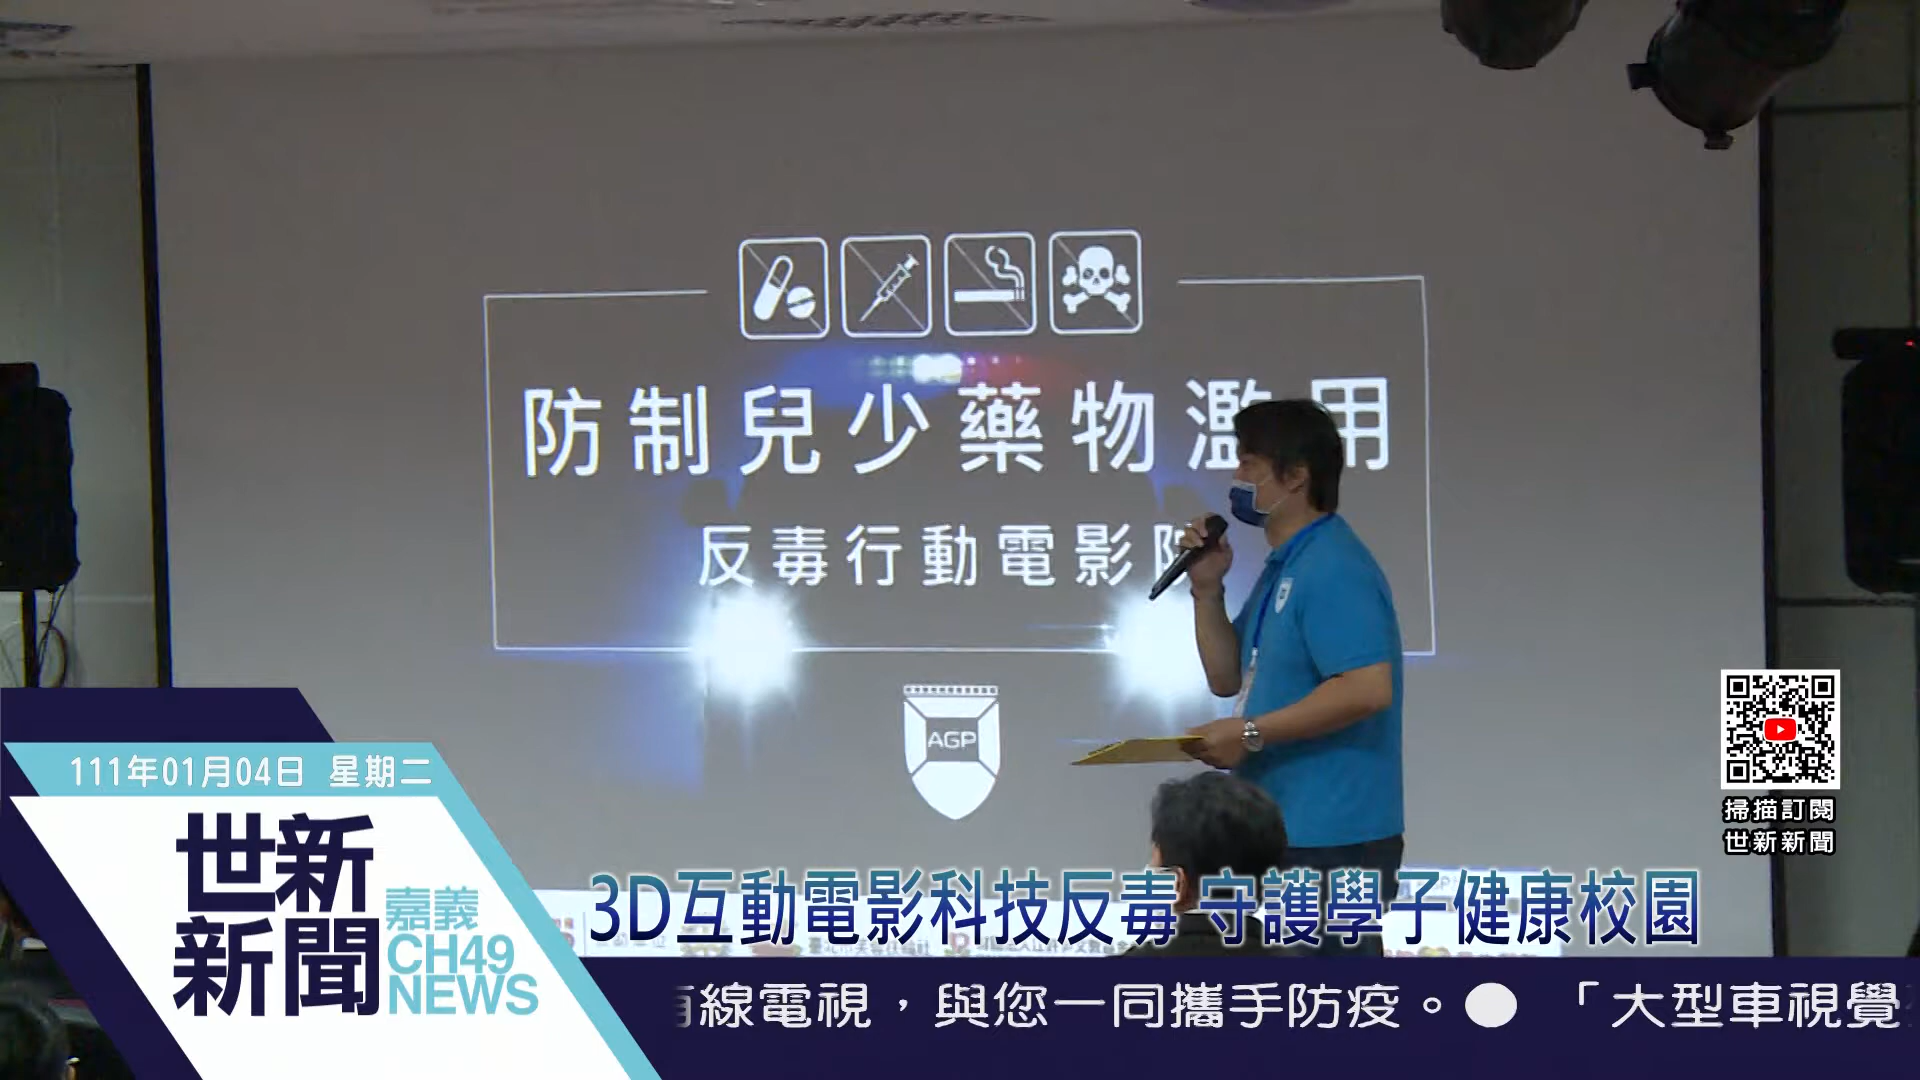 防制兒少藥物濫用
反毒行動電影院
AGP
111年01月04日 星期二
世新
新聞
嘉義
CH49
NEWS
掃描訂閱
世新新聞
3D互動電影科技反毒 守護學子健康校園
線電視，與您一同攜手防疫。● 「大型車視覺